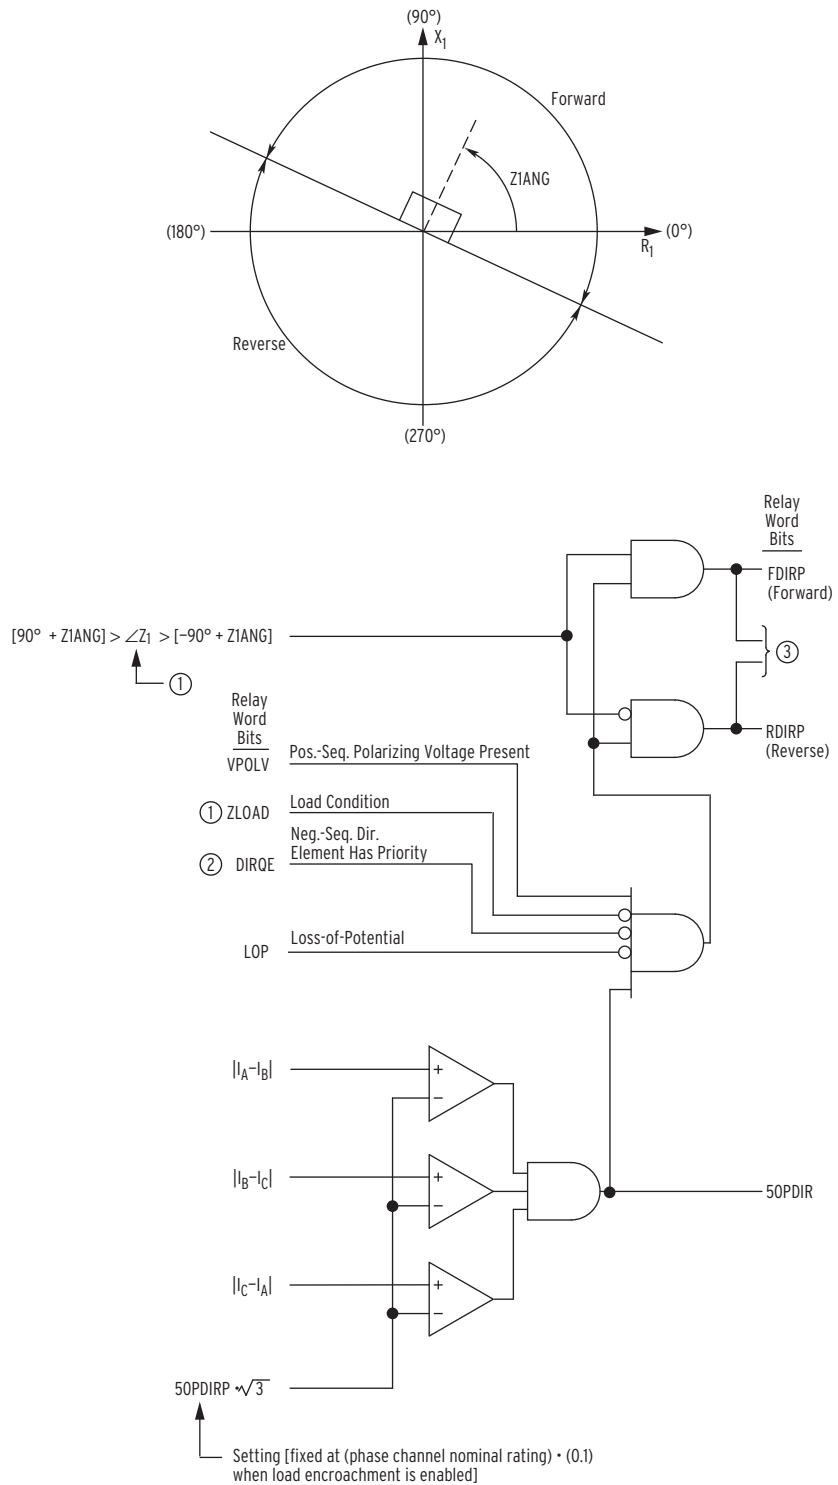 (90°)
X1
Forward
Z1ANG
(180°)
(0°)
R1
Reverse
(270°)
Relay
Word
Bits
FDIRP
(Forward)
[90° + Z1ANG] > ∠Z1 > [−90° + Z1ANG]
3
1
Relay
Word
Bits
RDIRP
(Reverse)
VPOLV
Pos.-Seq. Polarizing Voltage Present
1 ZLOAD
Load Condition
Neg.-Seq. Dir.
Element Has Priority
2 DIRQE
LOP
Loss-of-Potential
|IA–IB|
+
–
|IB–IC|
+
–
50PDIR
|IC–IA|
+
–
50PDIRP •√3
Setting [fixed at (phase channel nominal rating) • (0.1)
when load encroachment is enabled]